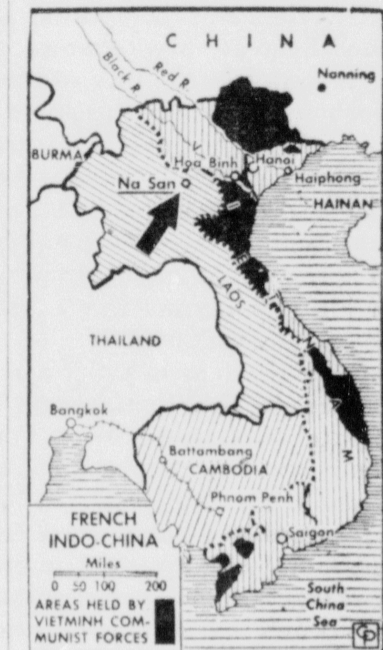 CHINA
Red R.
Black R.
Nanning
BURMA
Hoa Binh
Hanoi
Haiphong
Na San
HAINAN
LAOS
THAILAND
VIETNAM
Bangkok
Battambang
CAMBODIA
Phnom Penh
Saigon
FRENCH
INDO-CHINA
Miles
0 50 100 200
AREAS HELD BY
VIETMINH COM-
MUNIST FORCES
South
China
Sea
CP